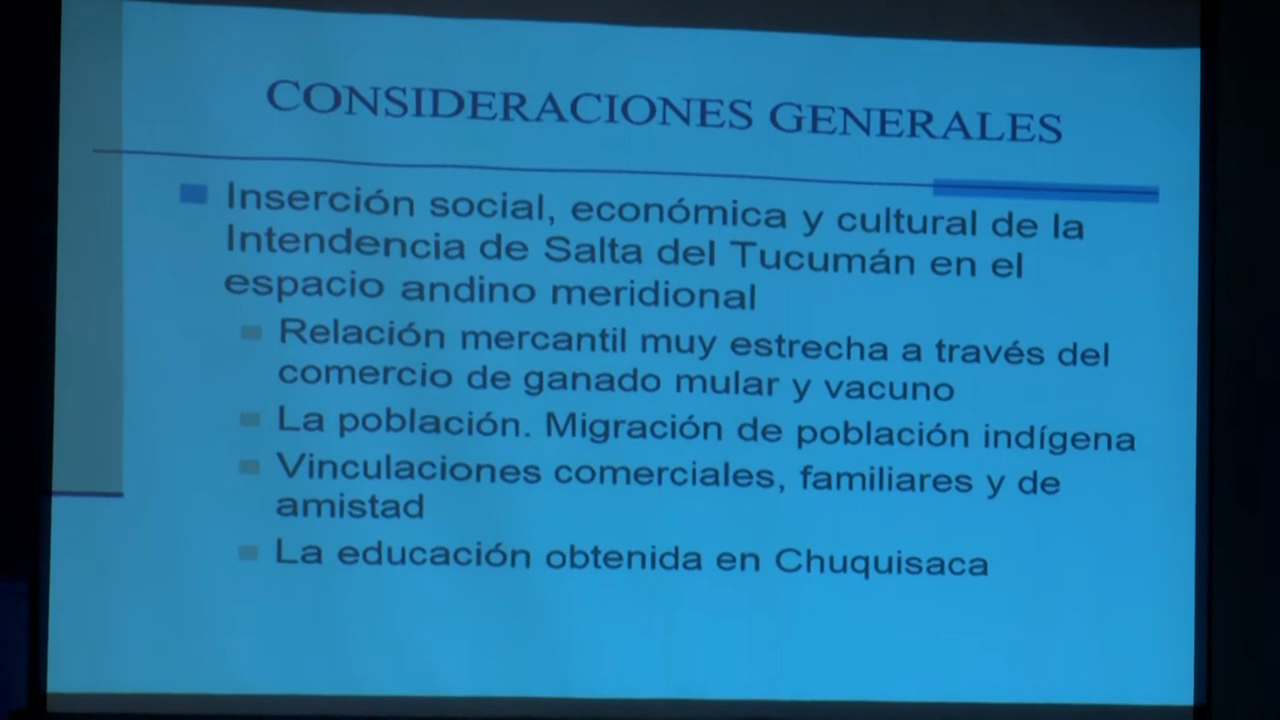 CONSIDERACIONES GENERALES
Inserción social, económica y cultural de la
Intendencia de Salta del Tucumán en el
espacio andino meridional
Relación mercantil muy estrecha a través del
comercio de ganado mular y vacuno
La población. Migración de población indígena
Vinculaciones comerciales, familiares y de
amistad
La educación obtenida en Chuquisaca